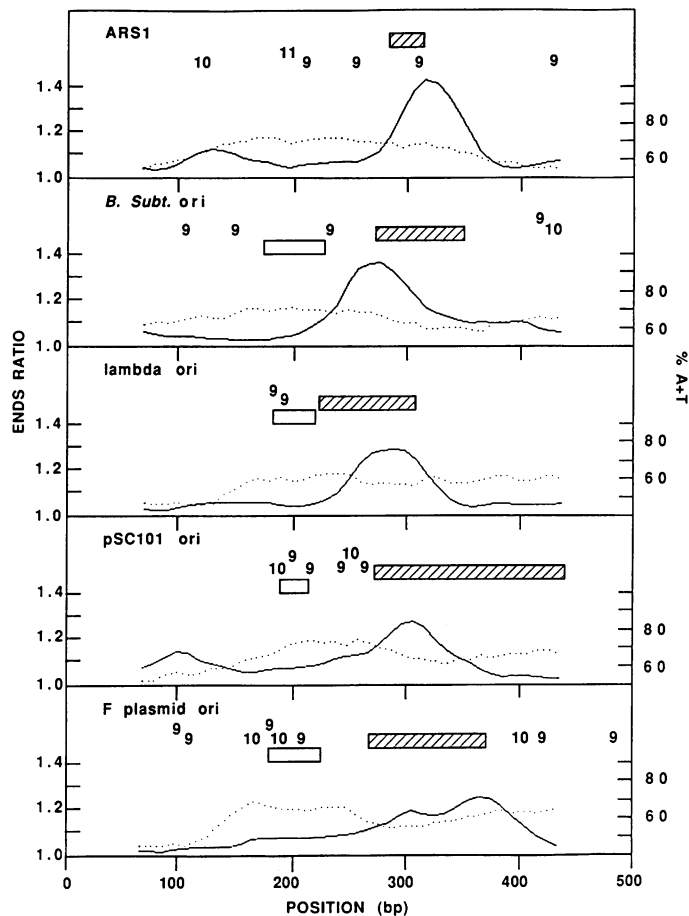 ARS1
10 11 9 9 9 9
1.4
1.2
1.0
80
60
B. Subt. ori
9 9 9 9 10
1.4
1.2
1.0
80
60
lambda ori
9 9
1.4
1.2
1.0
80
60
pSC101 ori
10 9 9 10 9
1.4
1.2
1.0
80
60
F plasmid ori
9 9 10 9 10 9 10 9 9
1.4
1.2
1.0
80
60
ENDS RATIO
% A+T
0 100 200 300 400 500
POSITION (bp)